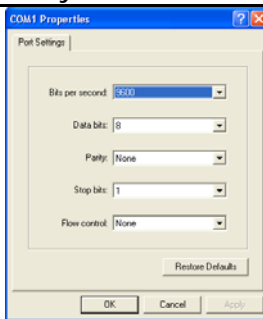 COM1 Properties
Port Settings
Bits per second: 9600
Data bits: 8
Parity: None
Stop bits: 1
Flow control: None
Restore Defaults
OK Cancel Apply